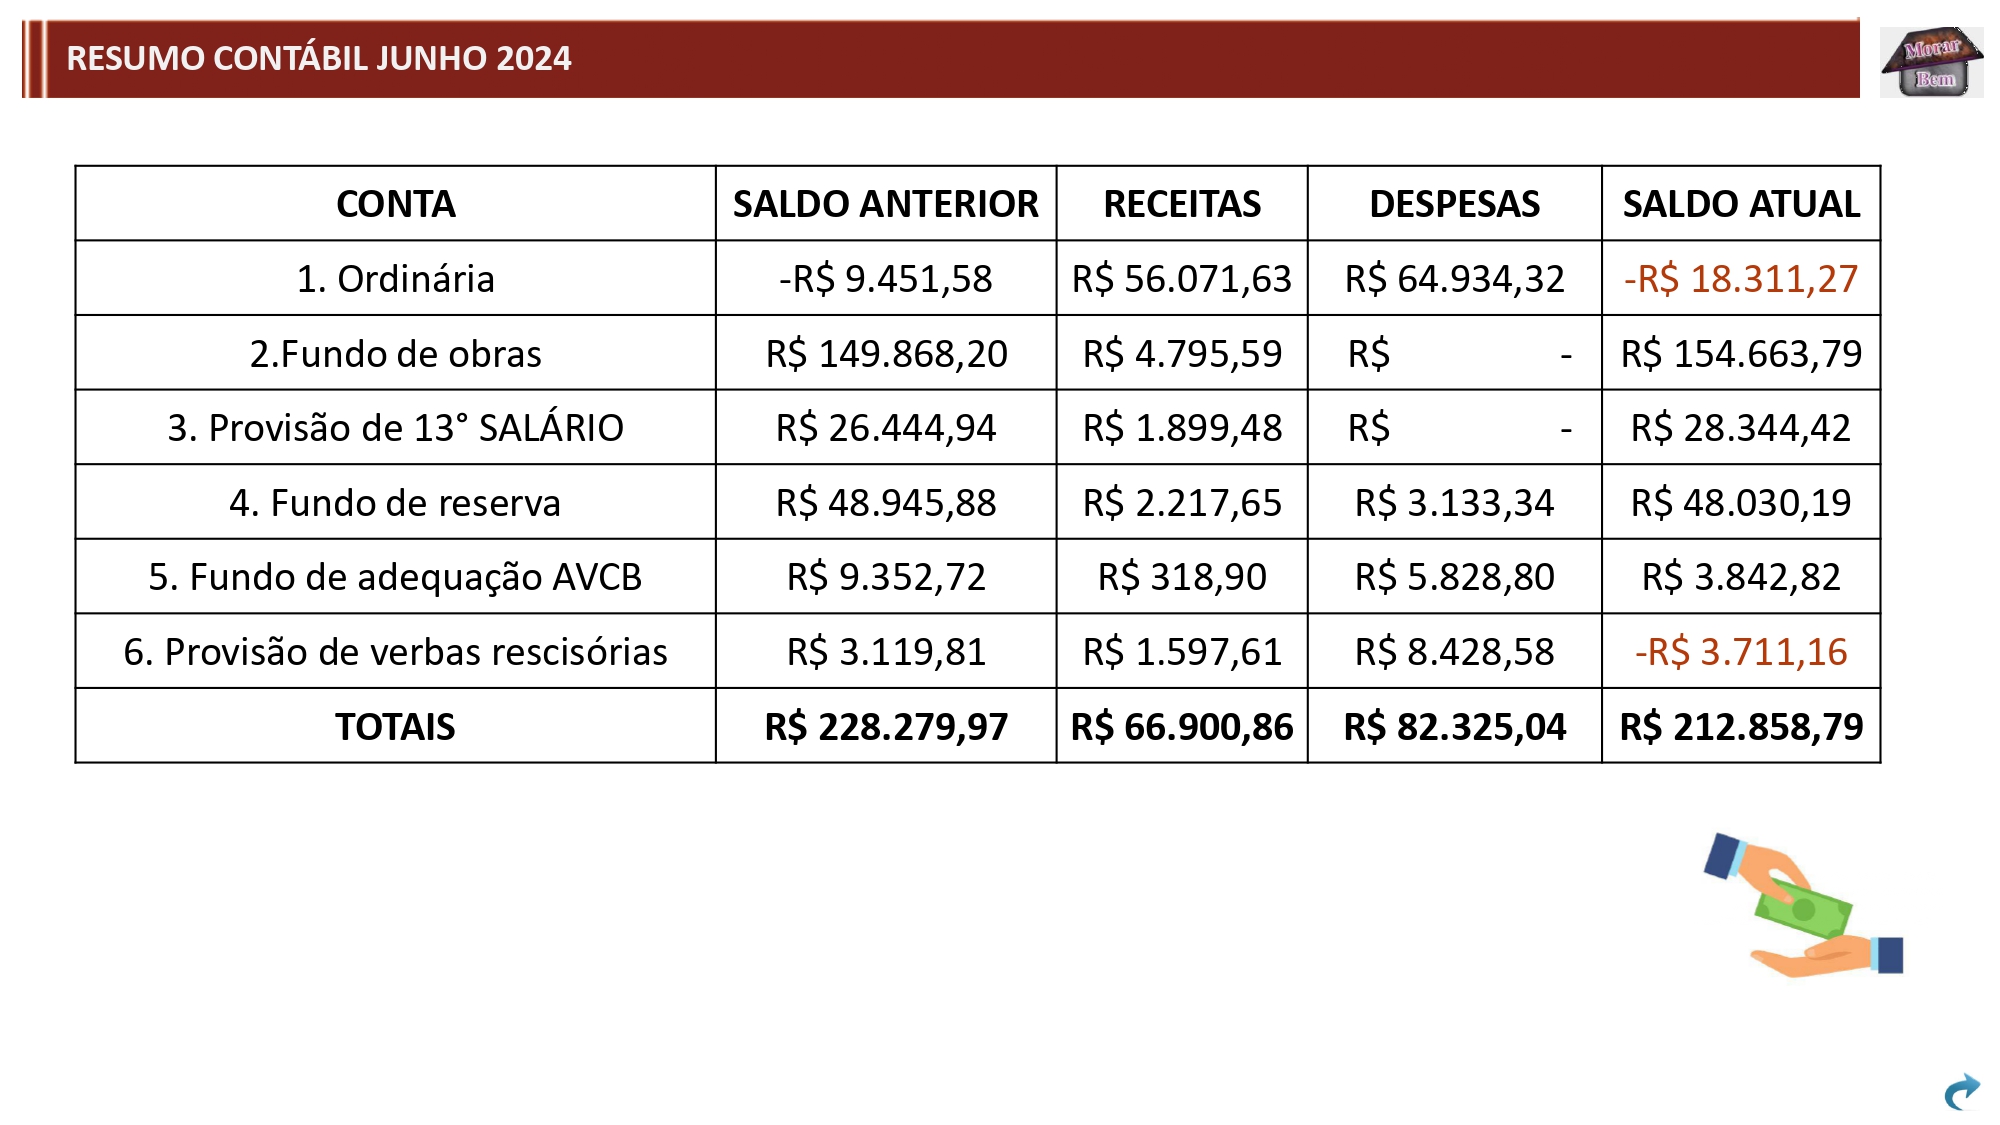 RESUMO CONTÁBIL JUNHO 2024
Morar
Bem
CONTA SALDO ANTERIOR RECEITAS DESPESAS SALDO ATUAL
1. Ordinária -R$ 9.451,58 R$ 56.071,63 R$ 64.934,32 -R$ 18.311,27
2.Fundo de obras R$ 149.868,20 R$ 4.795,59 R$ - R$ 154.663,79
3. Provisão de 13° SALÁRIO R$ 26.444,94 R$ 1.899,48 R$ - R$ 28.344,42
4. Fundo de reserva R$ 48.945,88 R$ 2.217,65 R$ 3.133,34 R$ 48.030,19
5. Fundo de adequação AVCB R$ 9.352,72 R$ 318,90 R$ 5.828,80 R$ 3.842,82
6. Provisão de verbas rescisórias R$ 3.119,81 R$ 1.597,61 R$ 8.428,58 -R$ 3.711,16
TOTAIS R$ 228.279,97 R$ 66.900,86 R$ 82.325,04 R$ 212.858,79